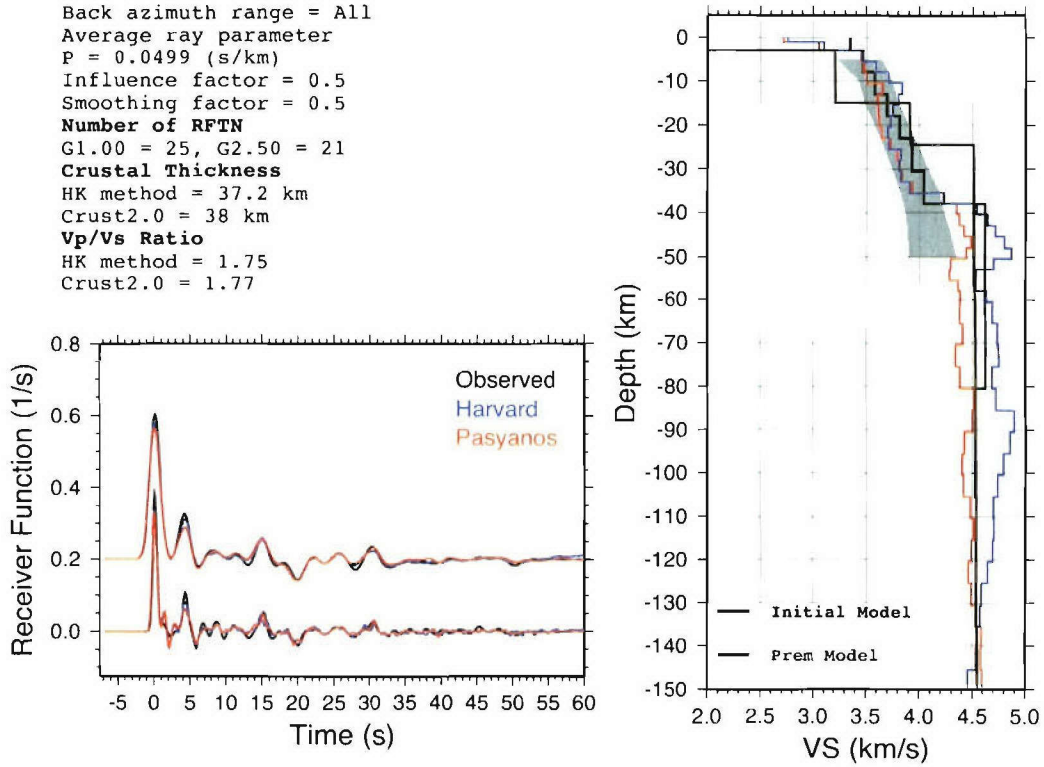 Back azimuth range = All
Average ray parameter
P = 0.0499 (s/km)
Influence factor = 0.5
Smoothing factor = 0.5
Number of RFTN
G1.00 = 25, G2.50 = 21
Crustal Thickness
HK method = 37.2 km
Crust2.0 = 38 km
Vp/Vs Ratio
HK method = 1.75
Crust2.0 = 1.77
Receiver Function (1/s)
0.8
0.6
0.4
0.2
0.0
Observed
Harvard
Pasyanos
-5 0 5 10 15 20 25 30 35 40 45 50 55 60
Time (s)
Depth (km)
0
-10
-20
-30
-40
-50
-60
-70
-80
-90
-100
-110
-120
-130
-140
-150
Initial Model
Prem Model
2.0 2.5 3.0 3.5 4.0 4.5 5.0
VS (km/s)